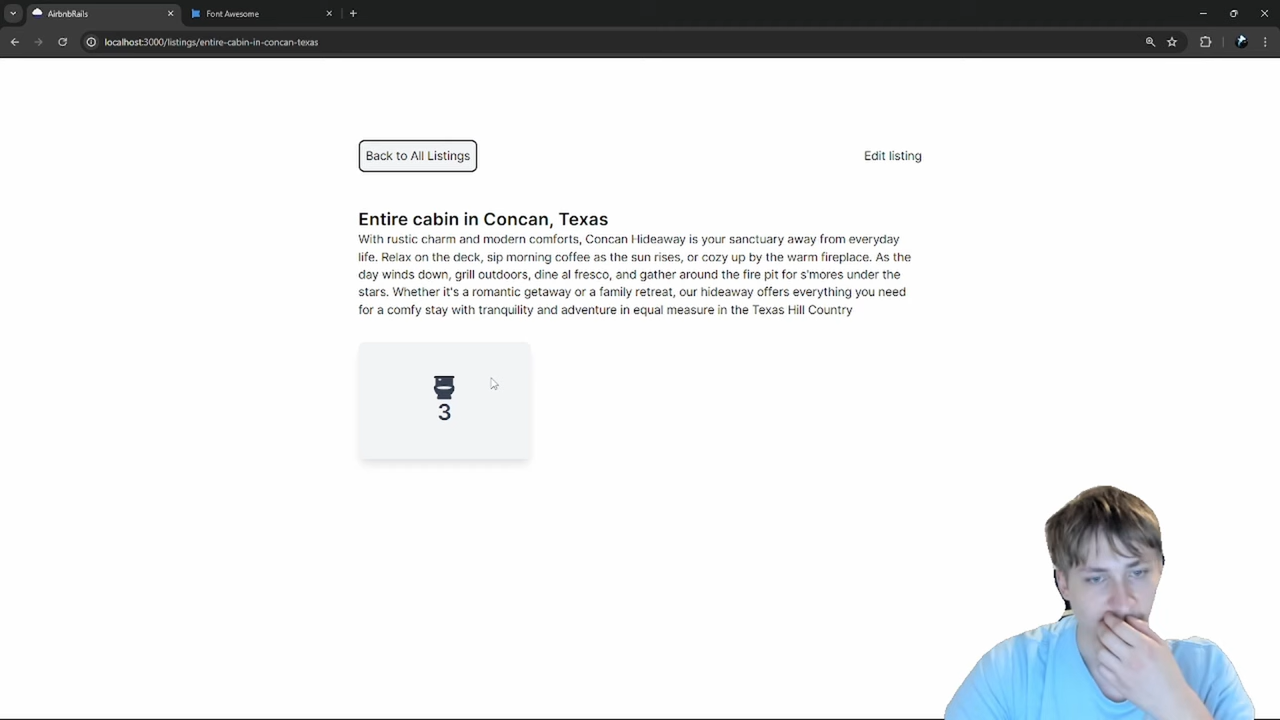 AirbnbRails
Font Awesome
localhost:3000/listings/entire-cabin-in-concan-texas
Back to All Listings
Edit listing
Entire cabin in Concan, Texas
With rustic charm and modern comforts, Concan Hideaway is your sanctuary away from everyday
life. Relax on the deck, sip morning coffee as the sun rises, or cozy up by the warm fireplace. As the
day winds down, grill outdoors, dine al fresco, and gather around the fire pit for s'mores under the
stars. Whether it's a romantic getaway or a family retreat, our hideaway offers everything you need
for a comfy stay with tranquility and adventure in equal measure in the Texas Hill Country
3